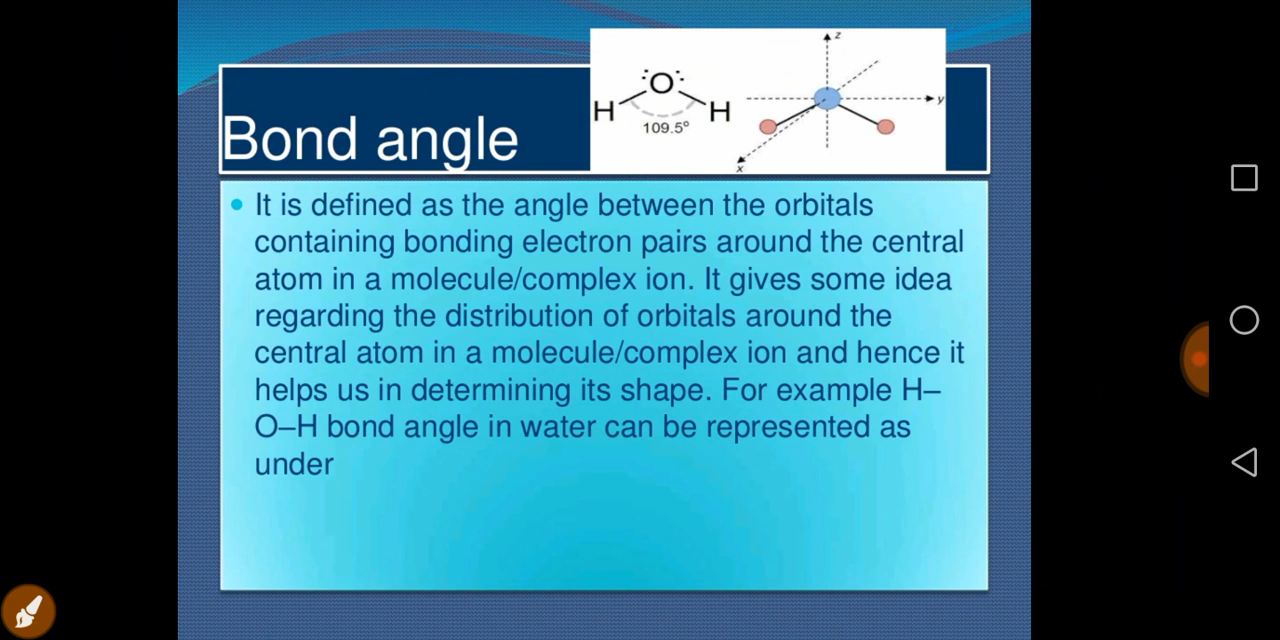 :O:
H H
109.5°
z
y
x
Bond angle
It is defined as the angle between the orbitals
containing bonding electron pairs around the central
atom in a molecule/complex ion. It gives some idea
regarding the distribution of orbitals around the
central atom in a molecule/complex ion and hence it
helps us in determining its shape. For example H–
O–H bond angle in water can be represented as
under